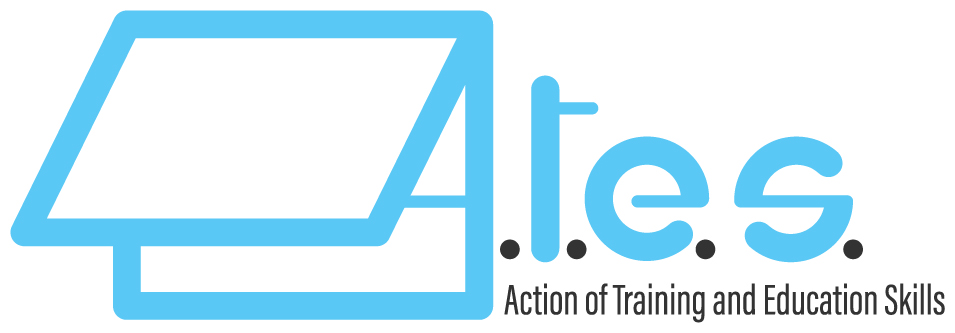 A.t.e.s.
Action of Training and Education Skills